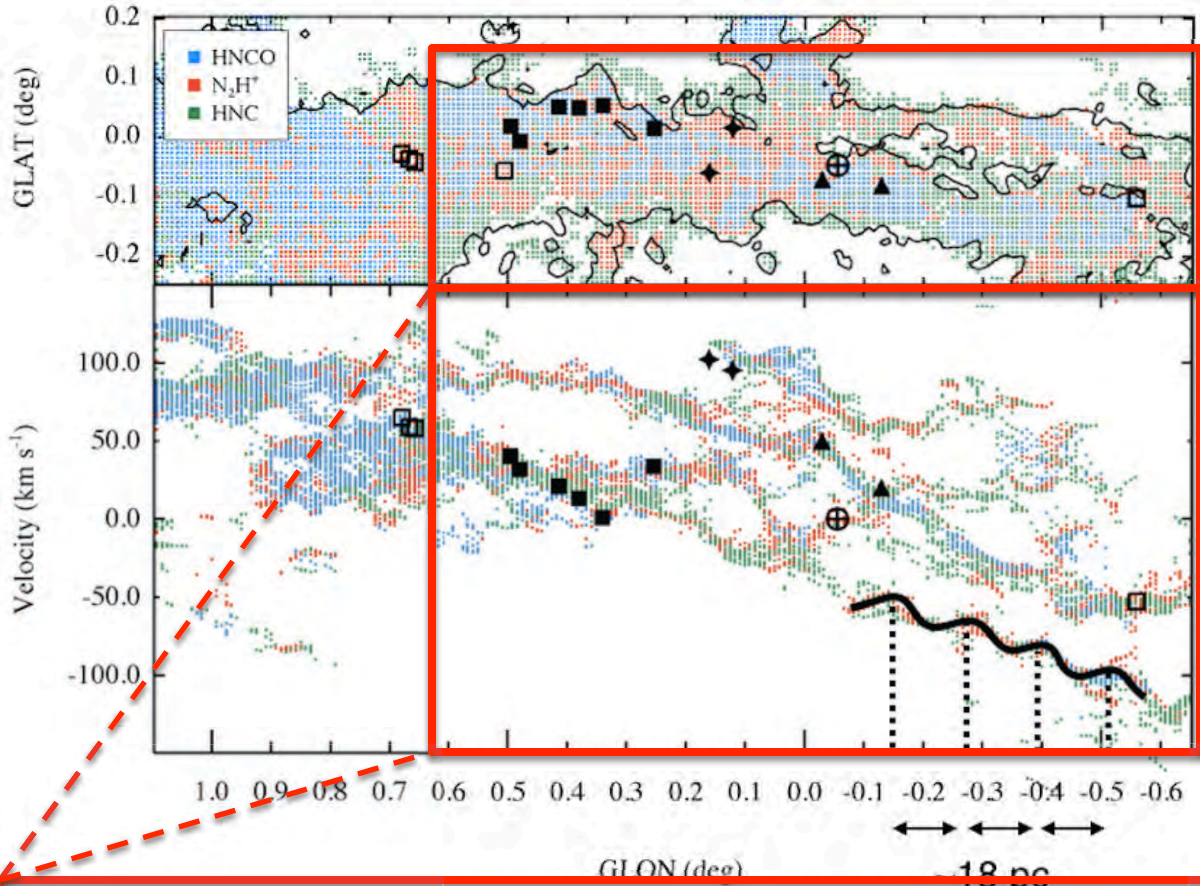 0.2
0.1
0.0
-0.1
-0.2
GLAT (deg)
HNCO
N₂H⁺
HNC
100.0
50.0
0.0
-50.0
-100.0
Velocity (km s⁻¹)
1.0 0.9 0.8 0.7 0.6 0.5 0.4 0.3 0.2 0.1 0.0 -0.1 -0.2 -0.3 -0.4 -0.5 -0.6
GLON (deg)
~18 pc